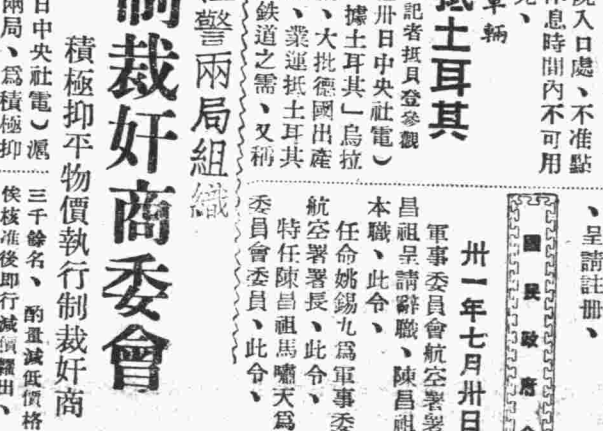 院入口處、不准點
休息時間內不可用
車輛
抵土耳其
記者抵貝登參觀
卅日中央社電）
據土耳其」烏拉
、大批德國出產
、業運抵土耳其
鐵道之需、又稱
、呈請註冊、
國民政府令
卅一年七月卅日
軍事委員會航空署署
昌祖呈請辭職、陳昌祖
本職、此令、
任命姚錫九爲軍事委
航空署署長、此令、
特任陳昌祖馬嘯天爲
委員會委員、此令、
警兩局組織
制裁奸商委會
積極抑平物價執行制裁奸商
日中央社電）滬
兩局、爲積極抑
三千餘名、酌量減低價格
俟核准後即行減價糶出、